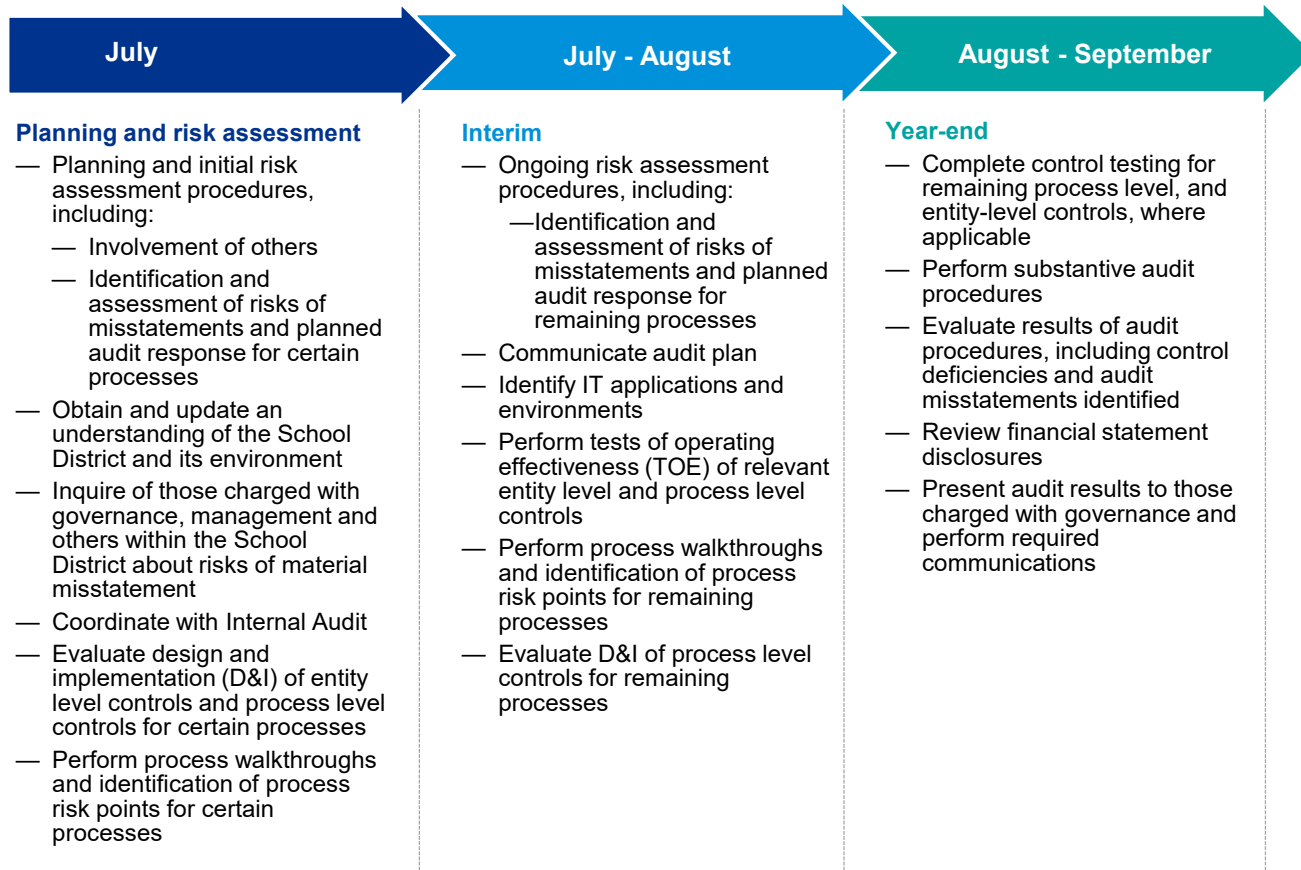 July
July - August
August - September
Planning and risk assessment
— Planning and initial risk
assessment procedures,
including:
— Involvement of others
— Identification and
assessment of risks of
misstatements and planned
audit response for certain
processes
— Obtain and update an
understanding of the School
District and its environment
— Inquire of those charged with
governance, management and
others within the School
District about risks of material
misstatement
— Coordinate with Internal Audit
— Evaluate design and
implementation (D&I) of entity
level controls and process level
controls for certain processes
— Perform process walkthroughs
and identification of process
risk points for certain
processes
Interim
— Ongoing risk assessment
procedures, including:
—Identification and
assessment of risks of
misstatements and planned
audit response for
remaining processes
— Communicate audit plan
— Identify IT applications and
environments
— Perform tests of operating
effectiveness (TOE) of relevant
entity level and process level
controls
— Perform process walkthroughs
and identification of process
risk points for remaining
processes
— Evaluate D&I of process level
controls for remaining
processes
Year-end
— Complete control testing for
remaining process level, and
entity-level controls, where
applicable
— Perform substantive audit
procedures
— Evaluate results of audit
procedures, including control
deficiencies and audit
misstatements identified
— Review financial statement
disclosures
— Present audit results to those
charged with governance and
perform required
communications